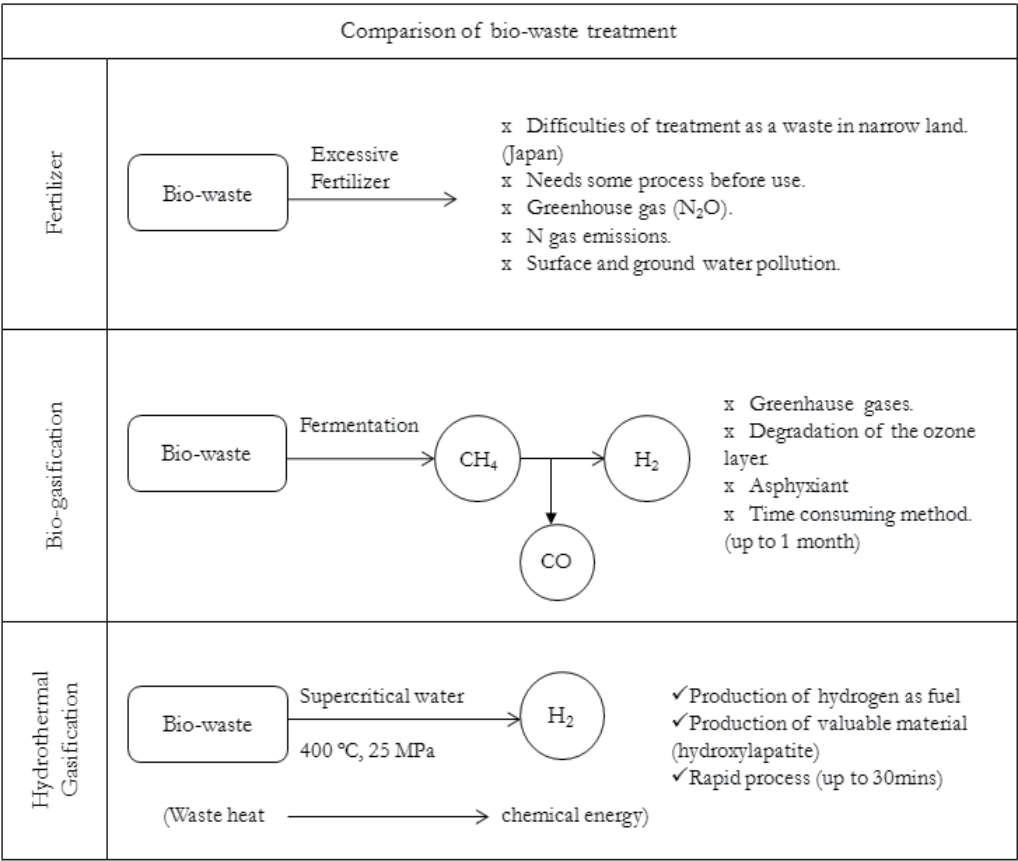 Comparison of bio-waste treatment
Fertilizer
Bio-waste
Excessive
Fertilizer
x Difficulties of treatment as a waste in narrow land.
(Japan)
x Needs some process before use.
x Greenhouse gas (N₂O).
x N gas emissions.
x Surface and ground water pollution.
Bio-gasification
Bio-waste
Fermentation
CH₄
H₂
CO
x Greenhause gases.
x Degradation of the ozone
layer
x Asphyxiant
x Time consuming method.
(up to 1 month)
Hydrothermal
Gasification
Bio-waste
Supercritical water
400 °C, 25 MPa
H₂
✓Production of hydrogen as fuel
✓Production of valuable material
(hydroxylapatite)
✓Rapid process (up to 30mins)
(Waste heat
chemical energy)